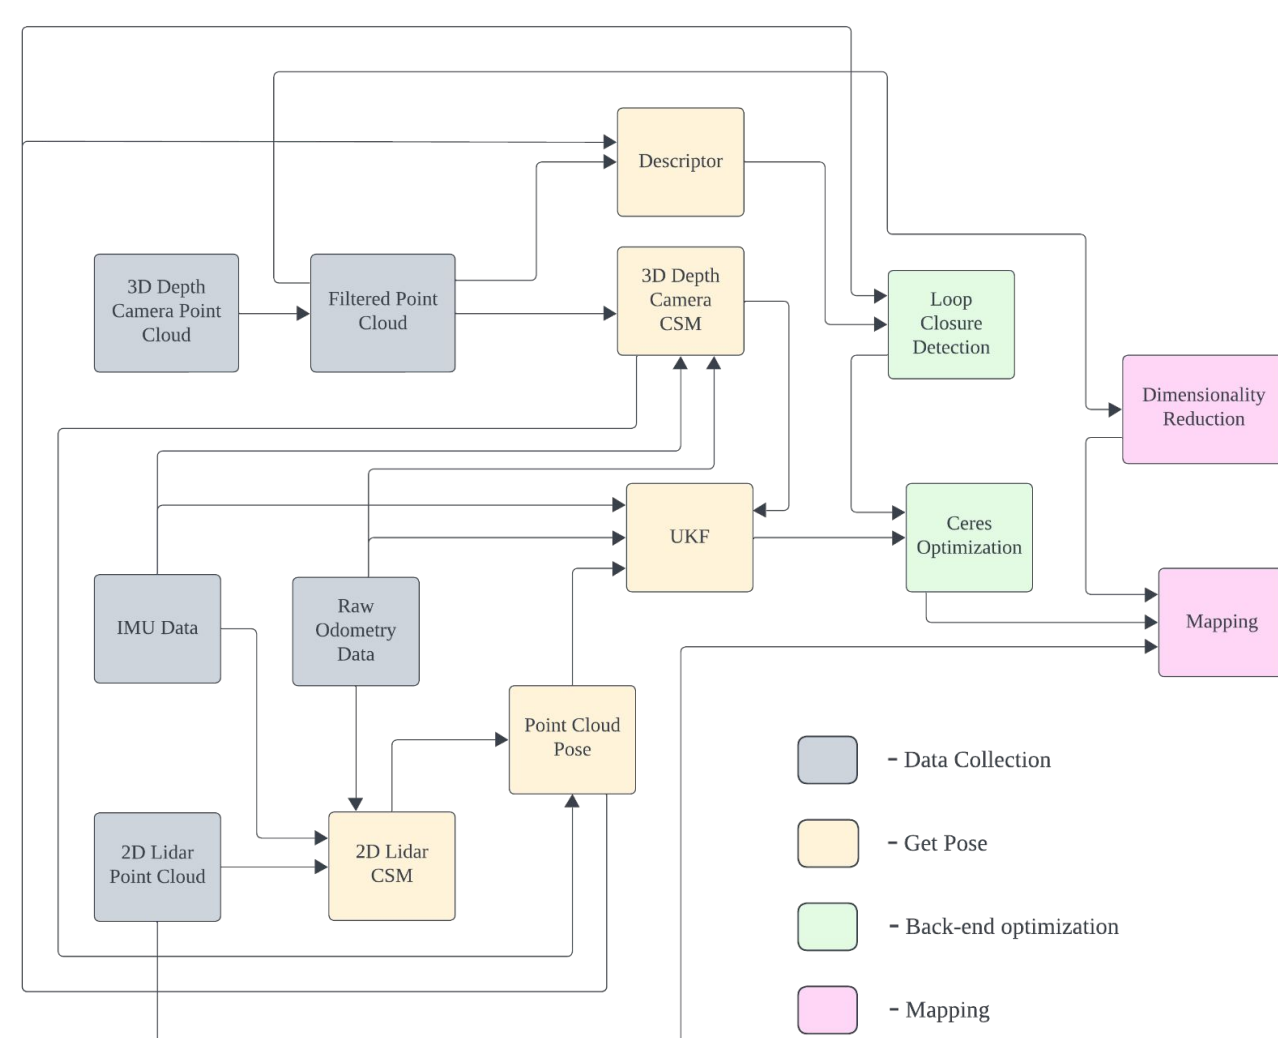 Descriptor
3D Depth
Camera Point
Cloud
Filtered Point
Cloud
3D Depth
Camera
CSM
Loop
Closure
Detection
Dimensionality
Reduction
UKF
Ceres
Optimization
IMU Data
Raw
Odometry
Data
Mapping
Point Cloud
Pose
2D Lidar
Point Cloud
2D Lidar
CSM
- Data Collection
- Get Pose
- Back-end optimization
- Mapping